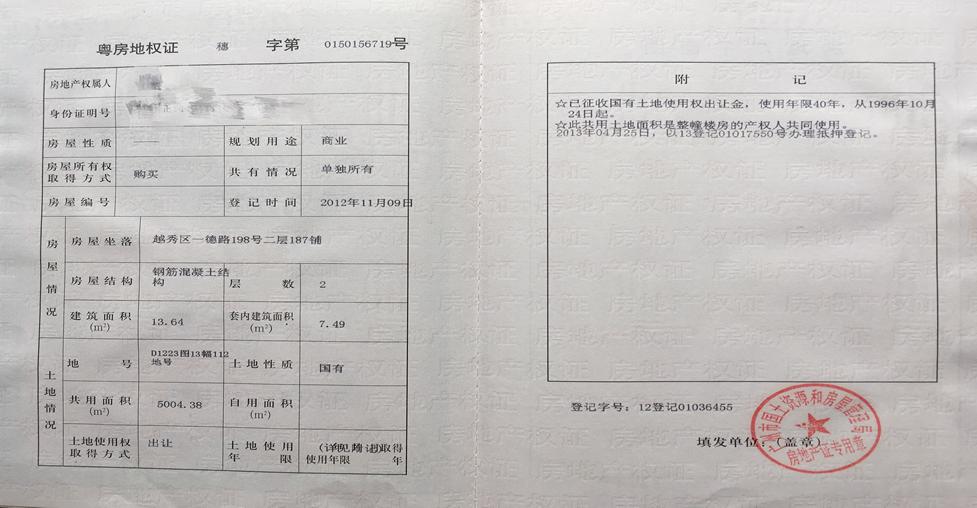 粤房地权证 穗 字第 0150156719号
房地产权属人
身份证明号
房屋性质 —— 规划用途 商业
房屋所有权取得方式 购买 共有情况 单独所有
房屋编号 登记时间 2012年11月09日
房屋情况
房屋坐落 越秀区一德路198号二层187铺
房屋结构 钢筋混凝土结构 层数 2
建筑面积(m²) 13.64 套内建筑面积(m²) 7.49
土地情况
地号 D1223图13幅112地号 土地性质 国有
共用面积(m²) 5004.38 自用面积(m²)
土地使用权取得方式 出让 土地使用年限 (详见附记)取得使用年限 年
附记
☆已征收国有土地使用权出让金，使用年限40年，从1996年10月
24日起。
☆此共用土地面积是整幢楼房的产权人共同使用。
2013年04月25日，以13登记01017550号办理抵押登记。
登记字号：12登记01036455
填发单位：（盖章）
广州市国土资源和房屋管理局
房地产证专用章